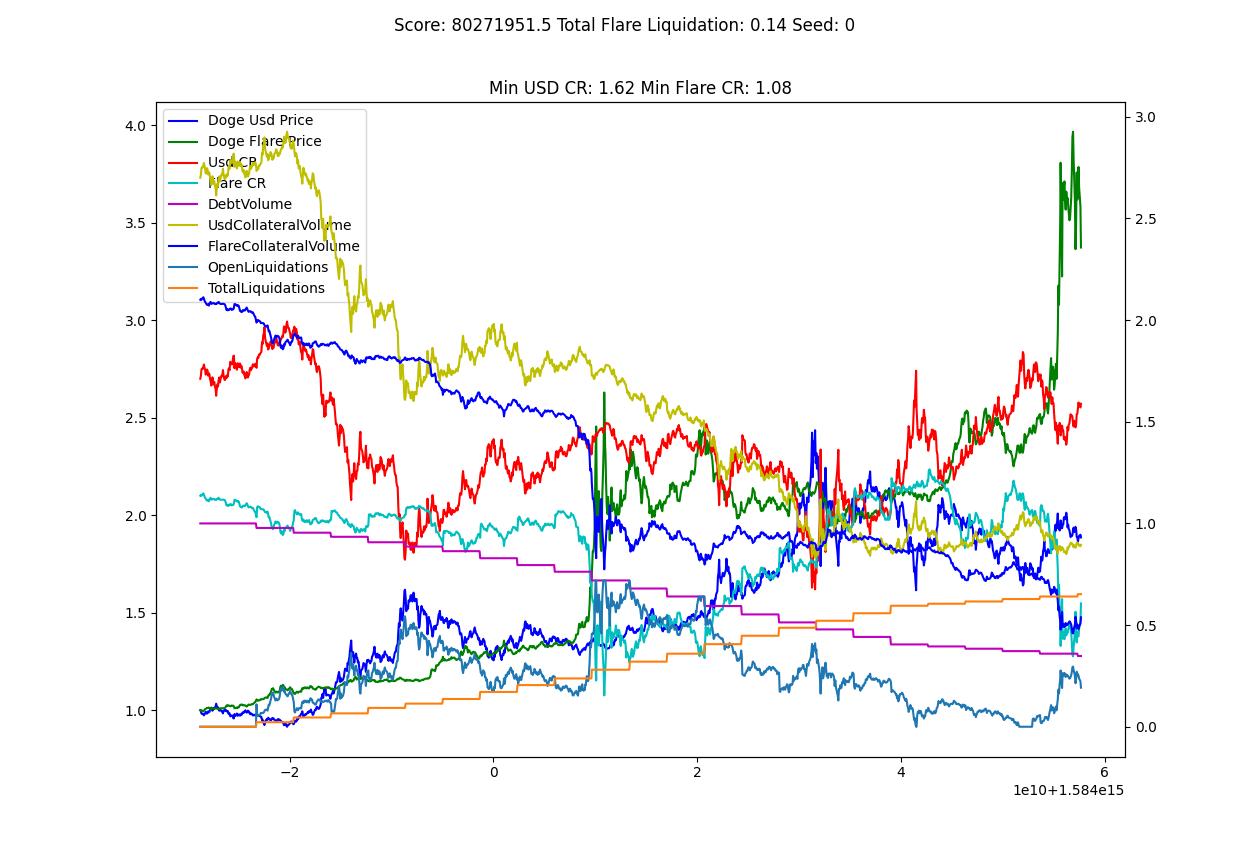 Score: 80271951.5 Total Flare Liquidation: 0.14 Seed: 0
Min USD CR: 1.62 Min Flare CR: 1.08
Doge Usd Price
Doge Flare Price
Usd CR
Flare CR
DebtVolume
UsdCollateralVolume
FlareCollateralVolume
OpenLiquidations
TotalLiquidations
4.0
3.5
3.0
2.5
2.0
1.5
1.0
3.0
2.5
2.0
1.5
1.0
0.5
0.0
−2
0
2
4
6
1e10+1.584e15